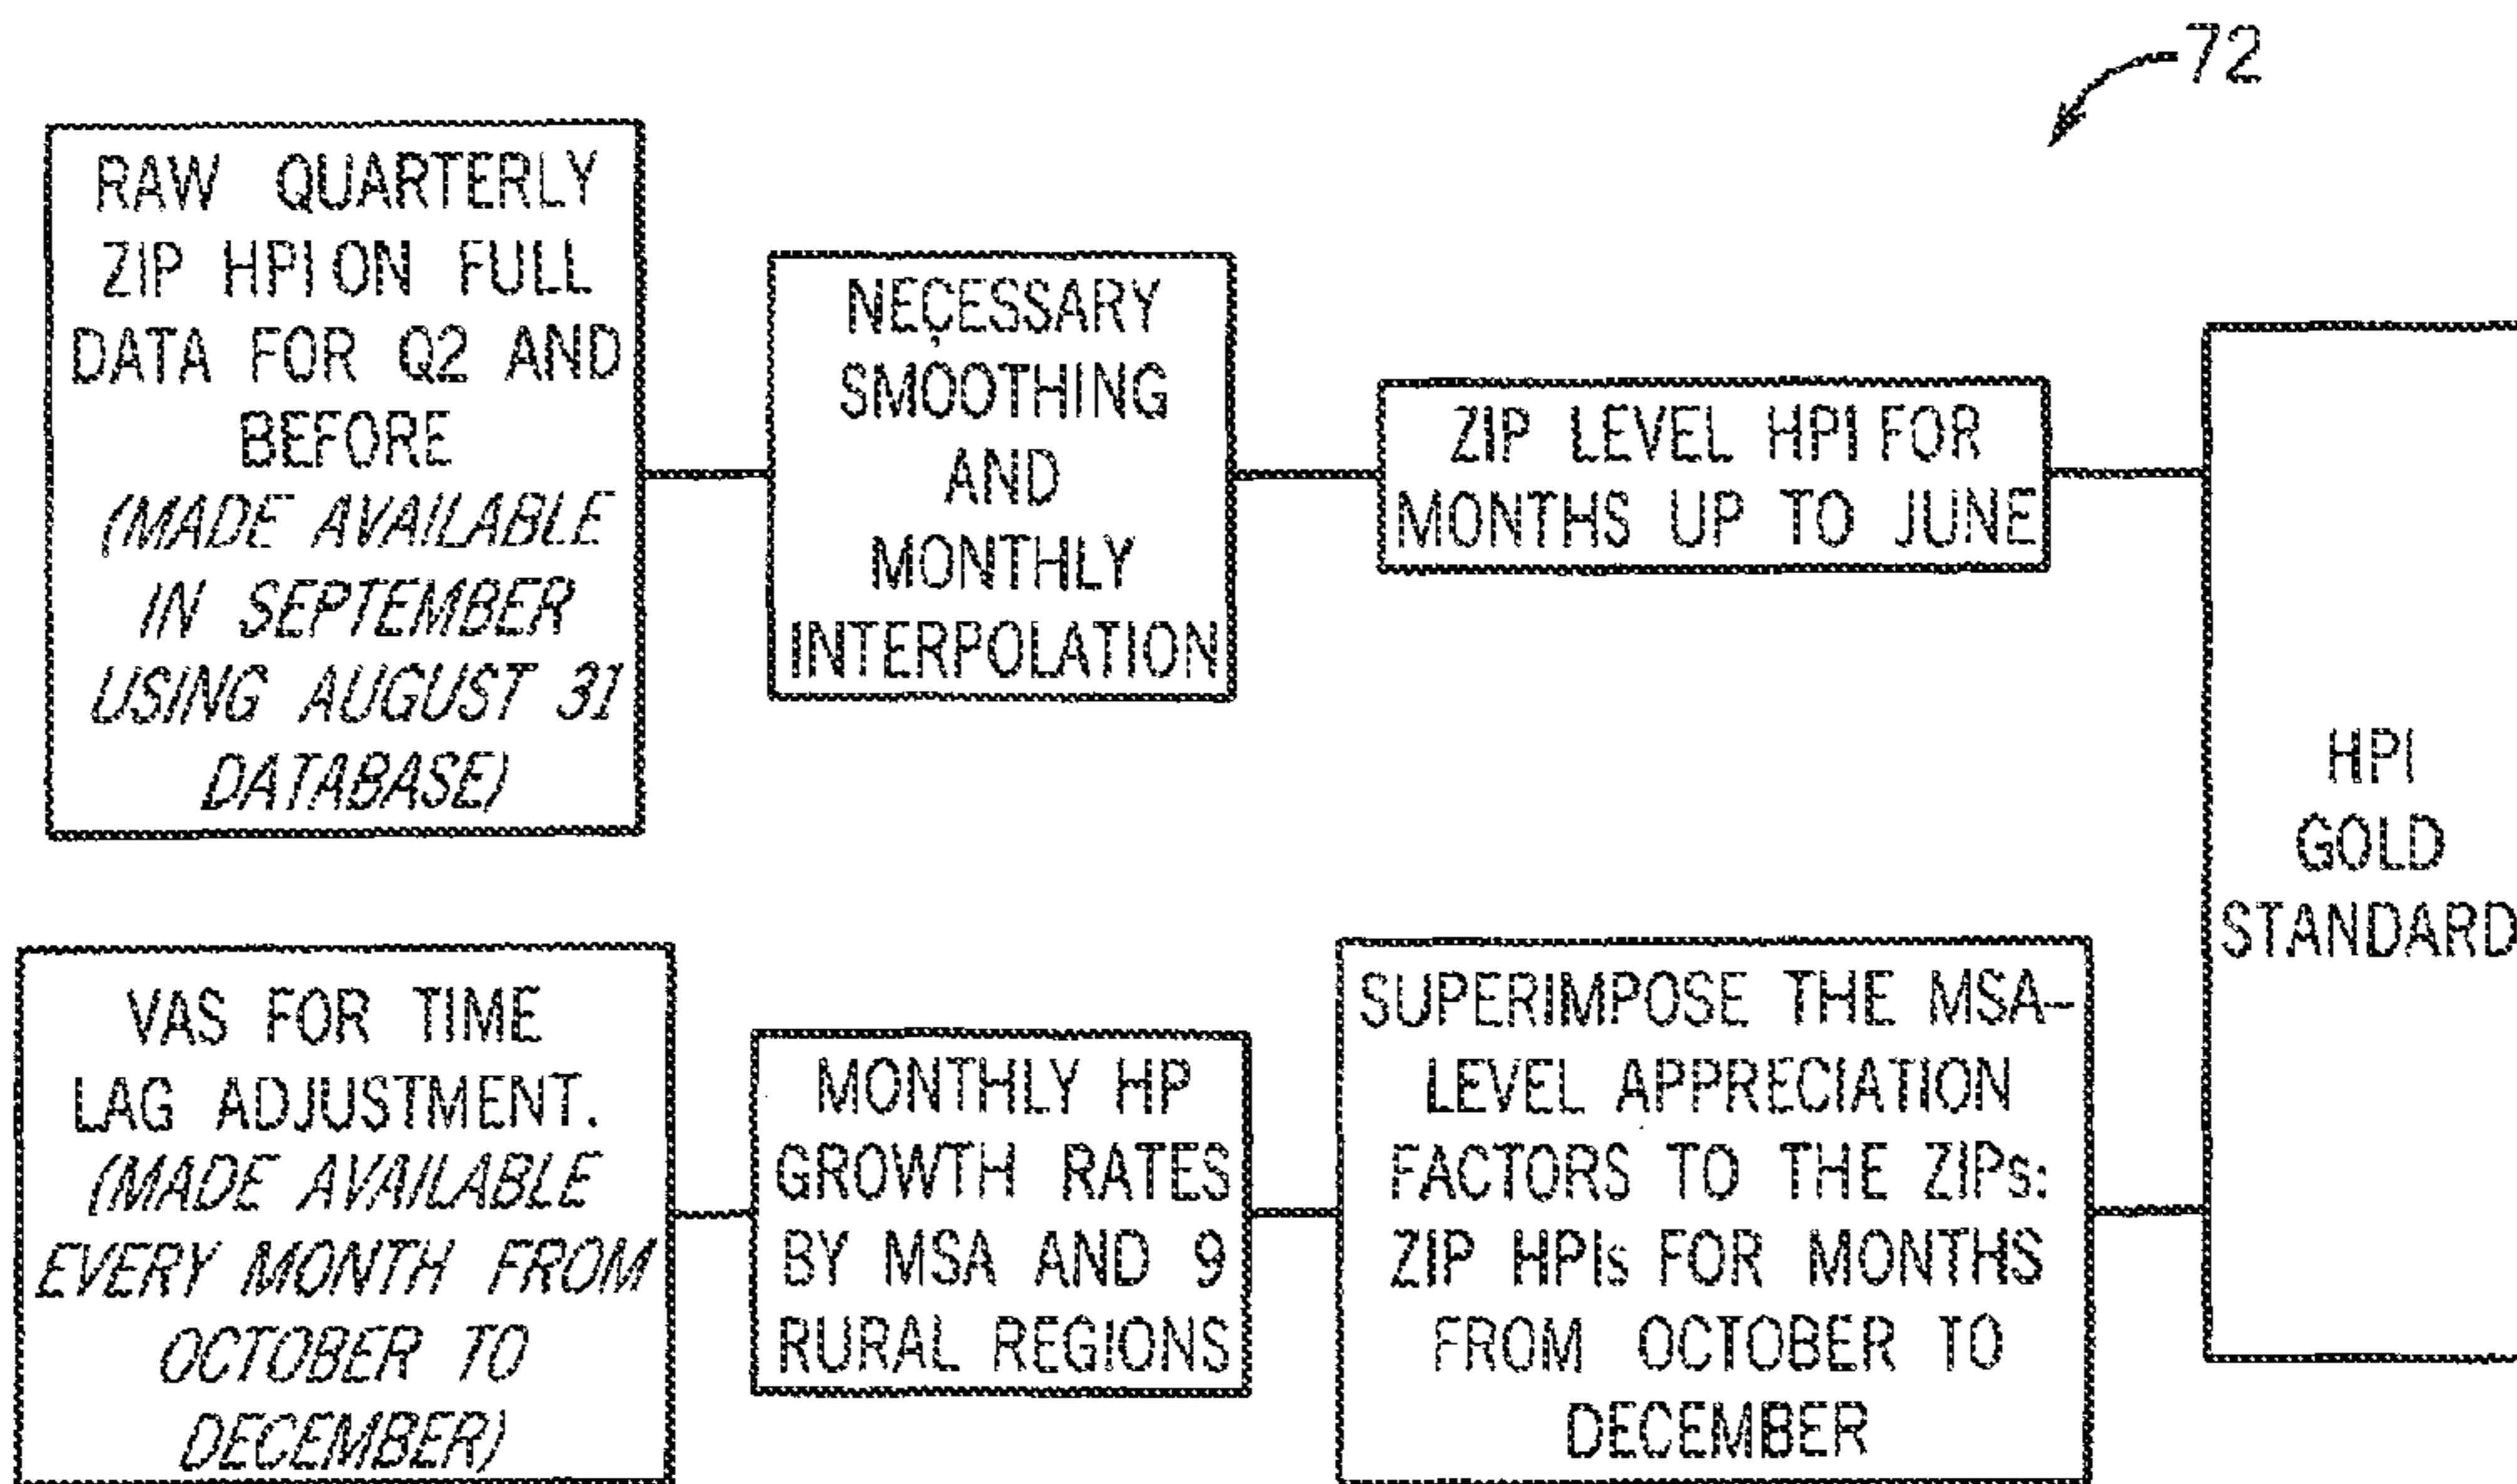 72
RAW QUARTERLY
ZIP HPI ON FULL
DATA FOR Q2 AND
BEFORE
(MADE AVAILABLE
IN SEPTEMBER
USING AUGUST 31
DATABASE)
NECESSARY
SMOOTHING
AND
MONTHLY
INTERPOLATION
ZIP LEVEL HPI FOR
MONTHS UP TO JUNE
HPI
GOLD
STANDARD
VAS FOR TIME
LAG ADJUSTMENT.
(MADE AVAILABLE
EVERY MONTH FROM
OCTOBER TO
DECEMBER)
MONTHLY HP
GROWTH RATES
BY MSA AND 9
RURAL REGIONS
SUPERIMPOSE THE MSA-
LEVEL APPRECIATION
FACTORS TO THE ZIPs:
ZIP HPIs FOR MONTHS
FROM OCTOBER TO
DECEMBER